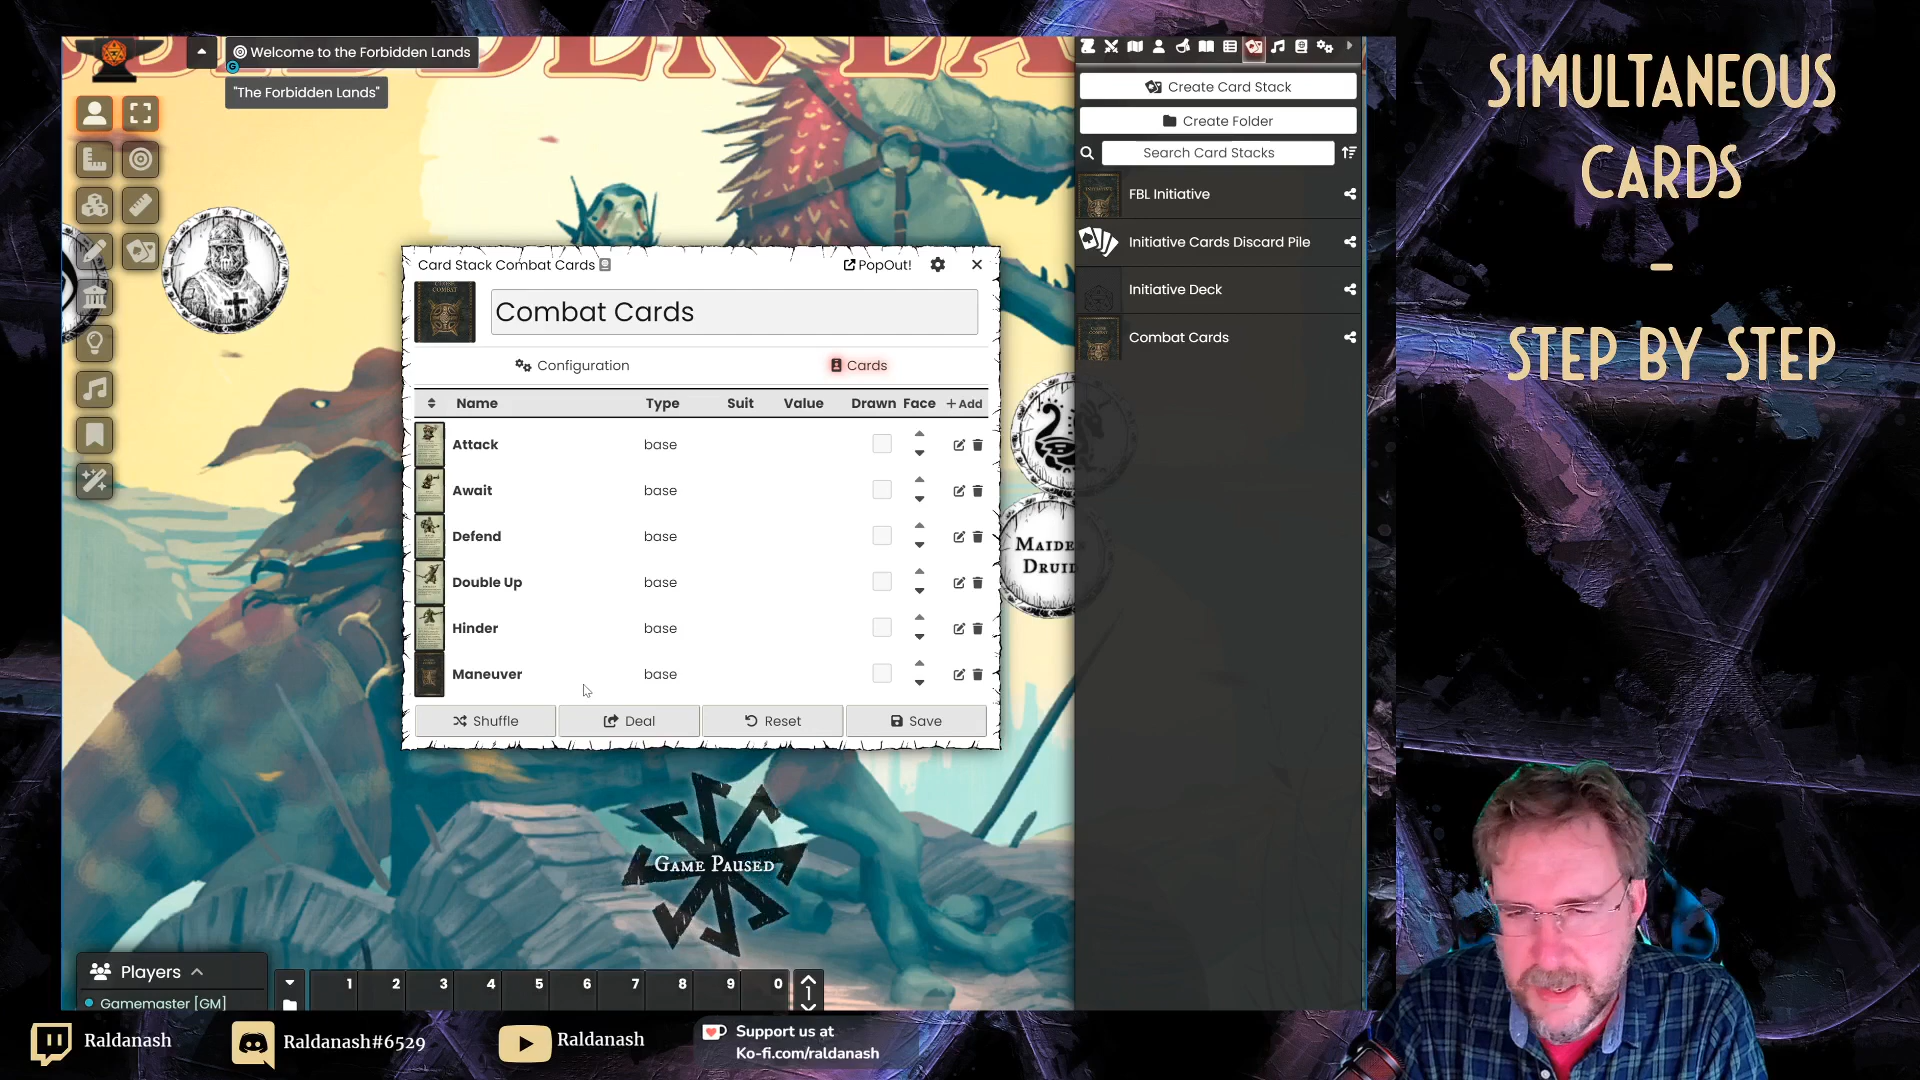 Welcome to the Forbidden Lands
G
"The Forbidden Lands"
SIMULTANEOUS
CARDS
-
STEP BY STEP
Create Card Stack
Create Folder
Search Card Stacks
FBL Initiative
Initiative Cards Discard Pile
Initiative Deck
Combat Cards
Card Stack Combat Cards
PopOut!
Combat Cards
Configuration
Cards
Name Type Suit Value Drawn Face + Add
Attack base
Await base
Defend base
Double Up base
Hinder base
Maneuver base
Shuffle
Deal
Reset
Save
MAIDE
DRUID
GAME PAUSED
Players
Gamemaster [GM]
1 2 3 4 5 6 7 8 9 0
1
Raldanash
Raldanash#6529
Raldanash
Support us at
Ko-fi.com/raldanash